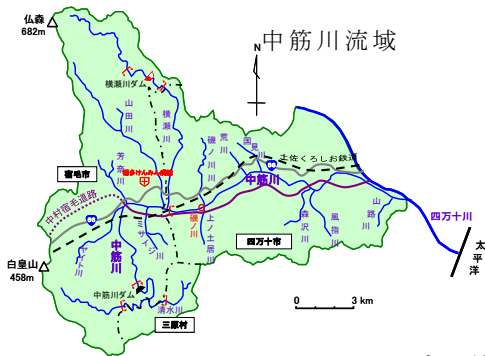 中筋川流域
仏森
682m
N
横瀬川ダム
山田川
横瀬川
芳奈川
宿毛市
磯ノ川川
荒川
国見川
土佐くろしお鉄道
中筋川
56
中村宿毛道路
56
磯ノ川
上ノ土居川
森沢川
風指川
山路川
四万十川
太平洋
四万十市
白皇山
458m
中筋川
中筋川ダム
清水川
三原村
0
3 km